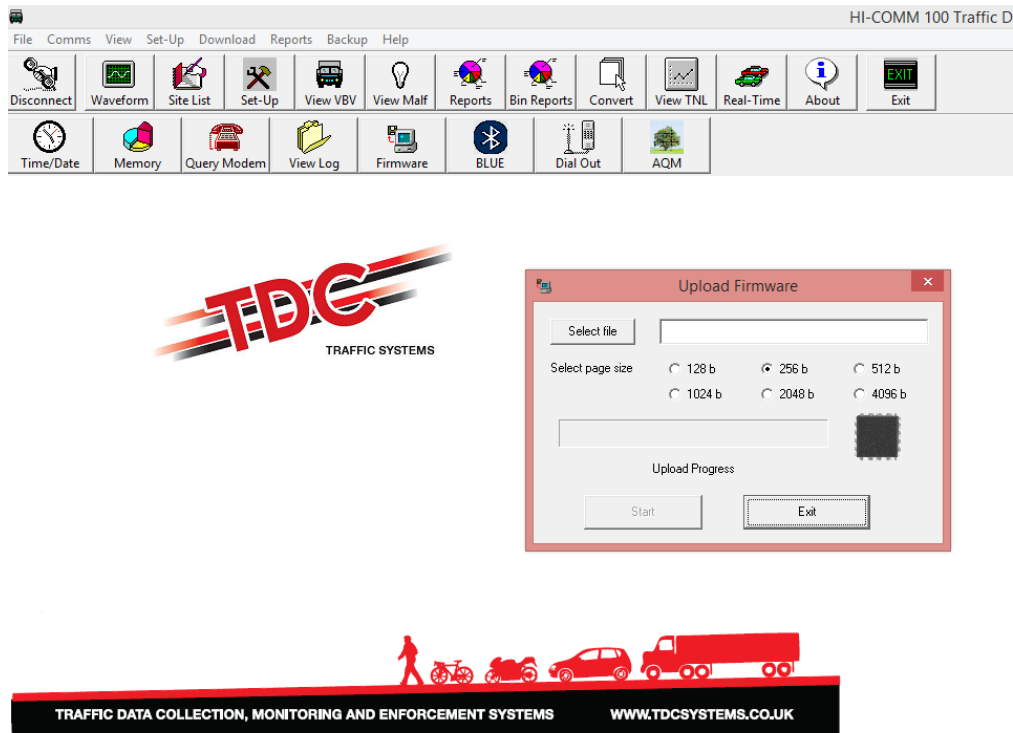 HI-COMM 100 Traffic D
File Comms View Set-Up Download Reports Backup Help
Disconnect Waveform Site List Set-Up View VBV View Malf Reports Bin Reports Convert View TNL Real-Time About EXIT Exit
Time/Date Memory Query Modem View Log Firmware BLUE Dial Out AQM
TDC
TRAFFIC SYSTEMS
Upload Firmware
Select file
Select page size 128 b 256 b 512 b
1024 b 2048 b 4096 b
Upload Progress
Start Exit
TRAFFIC DATA COLLECTION, MONITORING AND ENFORCEMENT SYSTEMS WWW.TDCSYSTEMS.CO.UK